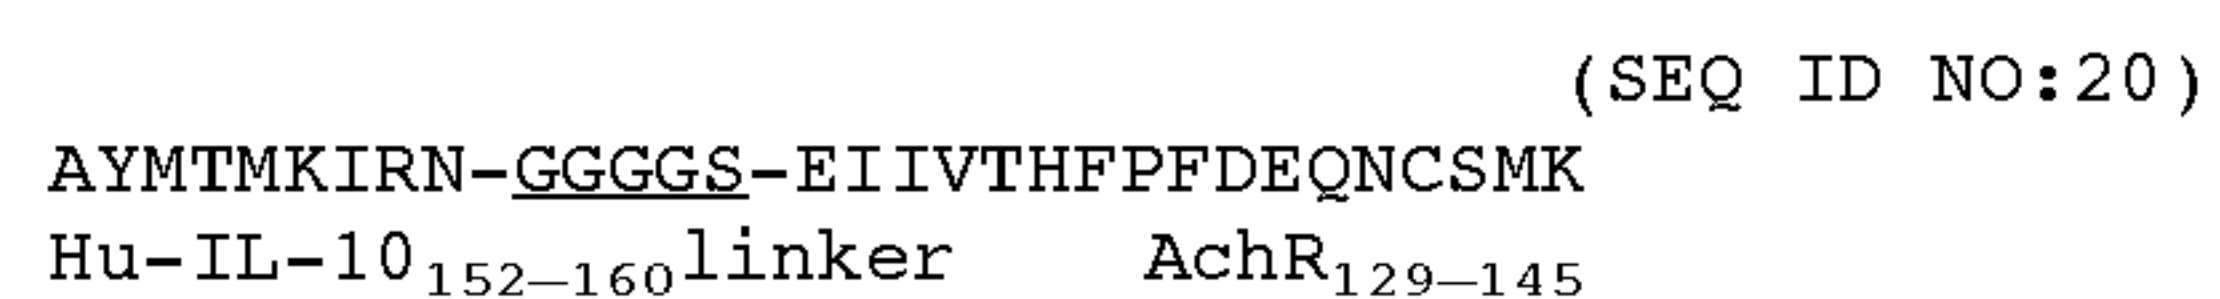 (SEQ ID NO:20)
AYMTMKIRN-GGGGS-EIIVTHFPFDEQNCSMK
Hu-IL-10152-160linker AchR129-145